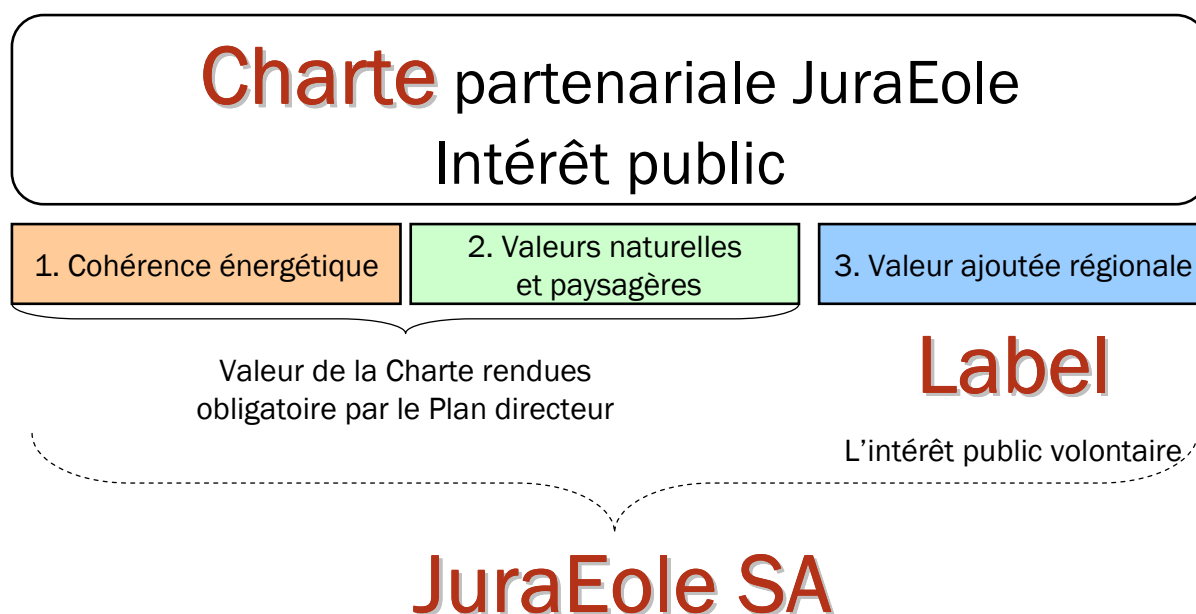 Charte partenariale JuraEole
Intérêt public
1. Cohérence énergétique
2. Valeurs naturelles
et paysagères
3. Valeur ajoutée régionale
Valeur de la Charte rendues
obligatoire par le Plan directeur
Label
L'intérêt public volontaire
JuraEole SA